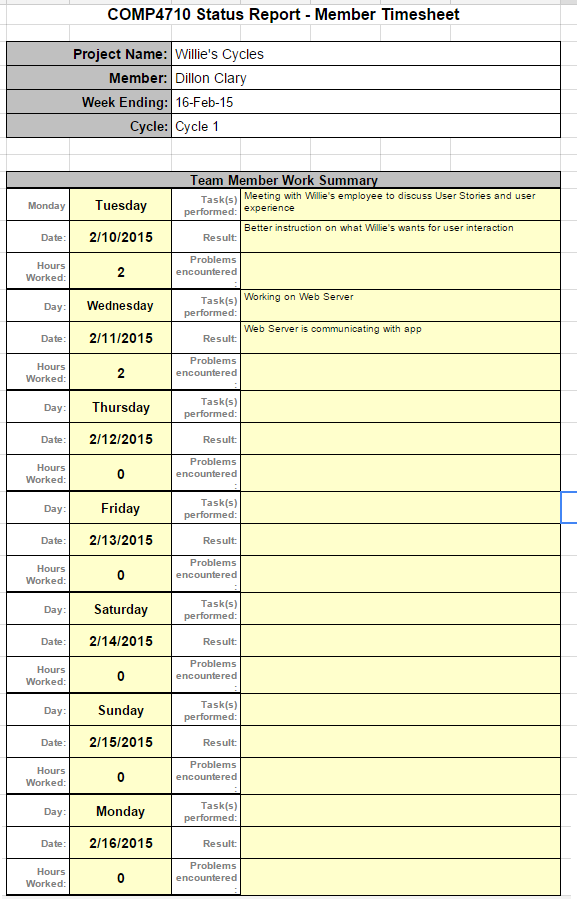 COMP4710 Status Report - Member Timesheet
Project Name: Willie's Cycles
Member: Dillon Clary
Week Ending: 16-Feb-15
Cycle: Cycle 1
Team Member Work Summary
Monday Tuesday Task(s) performed: Meeting with Willie's employee to discuss User Stories and user experience
Date: 2/10/2015 Result: Better instruction on what Willie's wants for user interaction
Hours Worked: 2 Problems encountered:
Day: Wednesday Task(s) performed: Working on Web Server
Date: 2/11/2015 Result: Web Server is communicating with app
Hours Worked: 2 Problems encountered:
Day: Thursday Task(s) performed:
Date: 2/12/2015 Result:
Hours Worked: 0 Problems encountered:
Day: Friday Task(s) performed:
Date: 2/13/2015 Result:
Hours Worked: 0 Problems encountered:
Day: Saturday Task(s) performed:
Date: 2/14/2015 Result:
Hours Worked: 0 Problems encountered:
Day: Sunday Task(s) performed:
Date: 2/15/2015 Result:
Hours Worked: 0 Problems encountered:
Day: Monday Task(s) performed:
Date: 2/16/2015 Result:
Hours Worked: 0 Problems encountered: